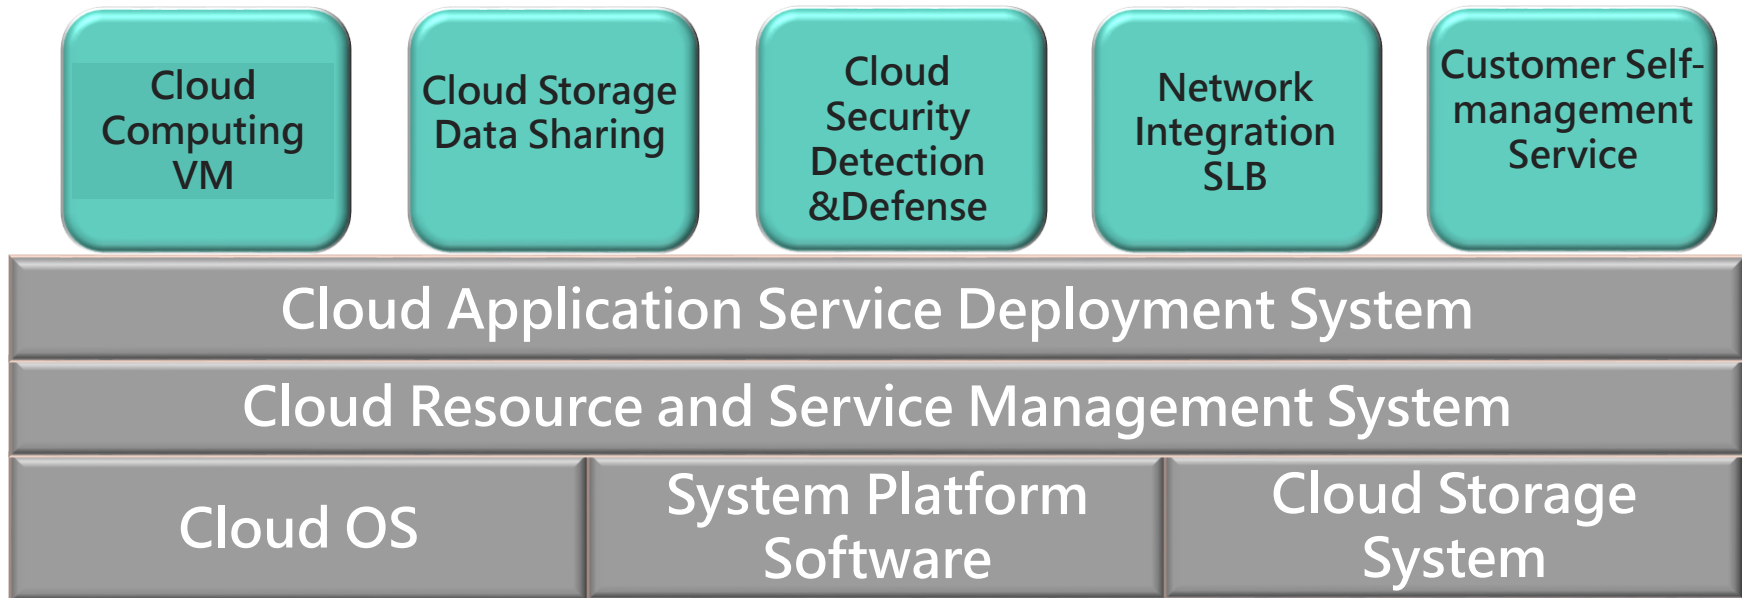 Cloud
Computing
VM
Cloud Storage
Data Sharing
Cloud
Security
Detection
&Defense
Network
Integration
SLB
Customer Self-
management
Service
Cloud Application Service Deployment System
Cloud Resource and Service Management System
Cloud OS
System Platform
Software
Cloud Storage
System